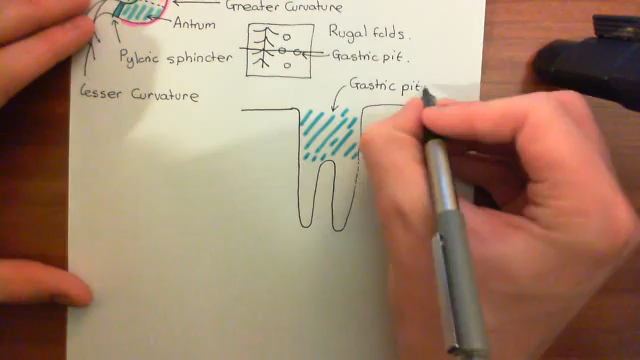 Greater Curvature
Antrum
Rugal folds.
Pyloric sphincter
Gastric pit.
Lesser Curvature
Gastric pit